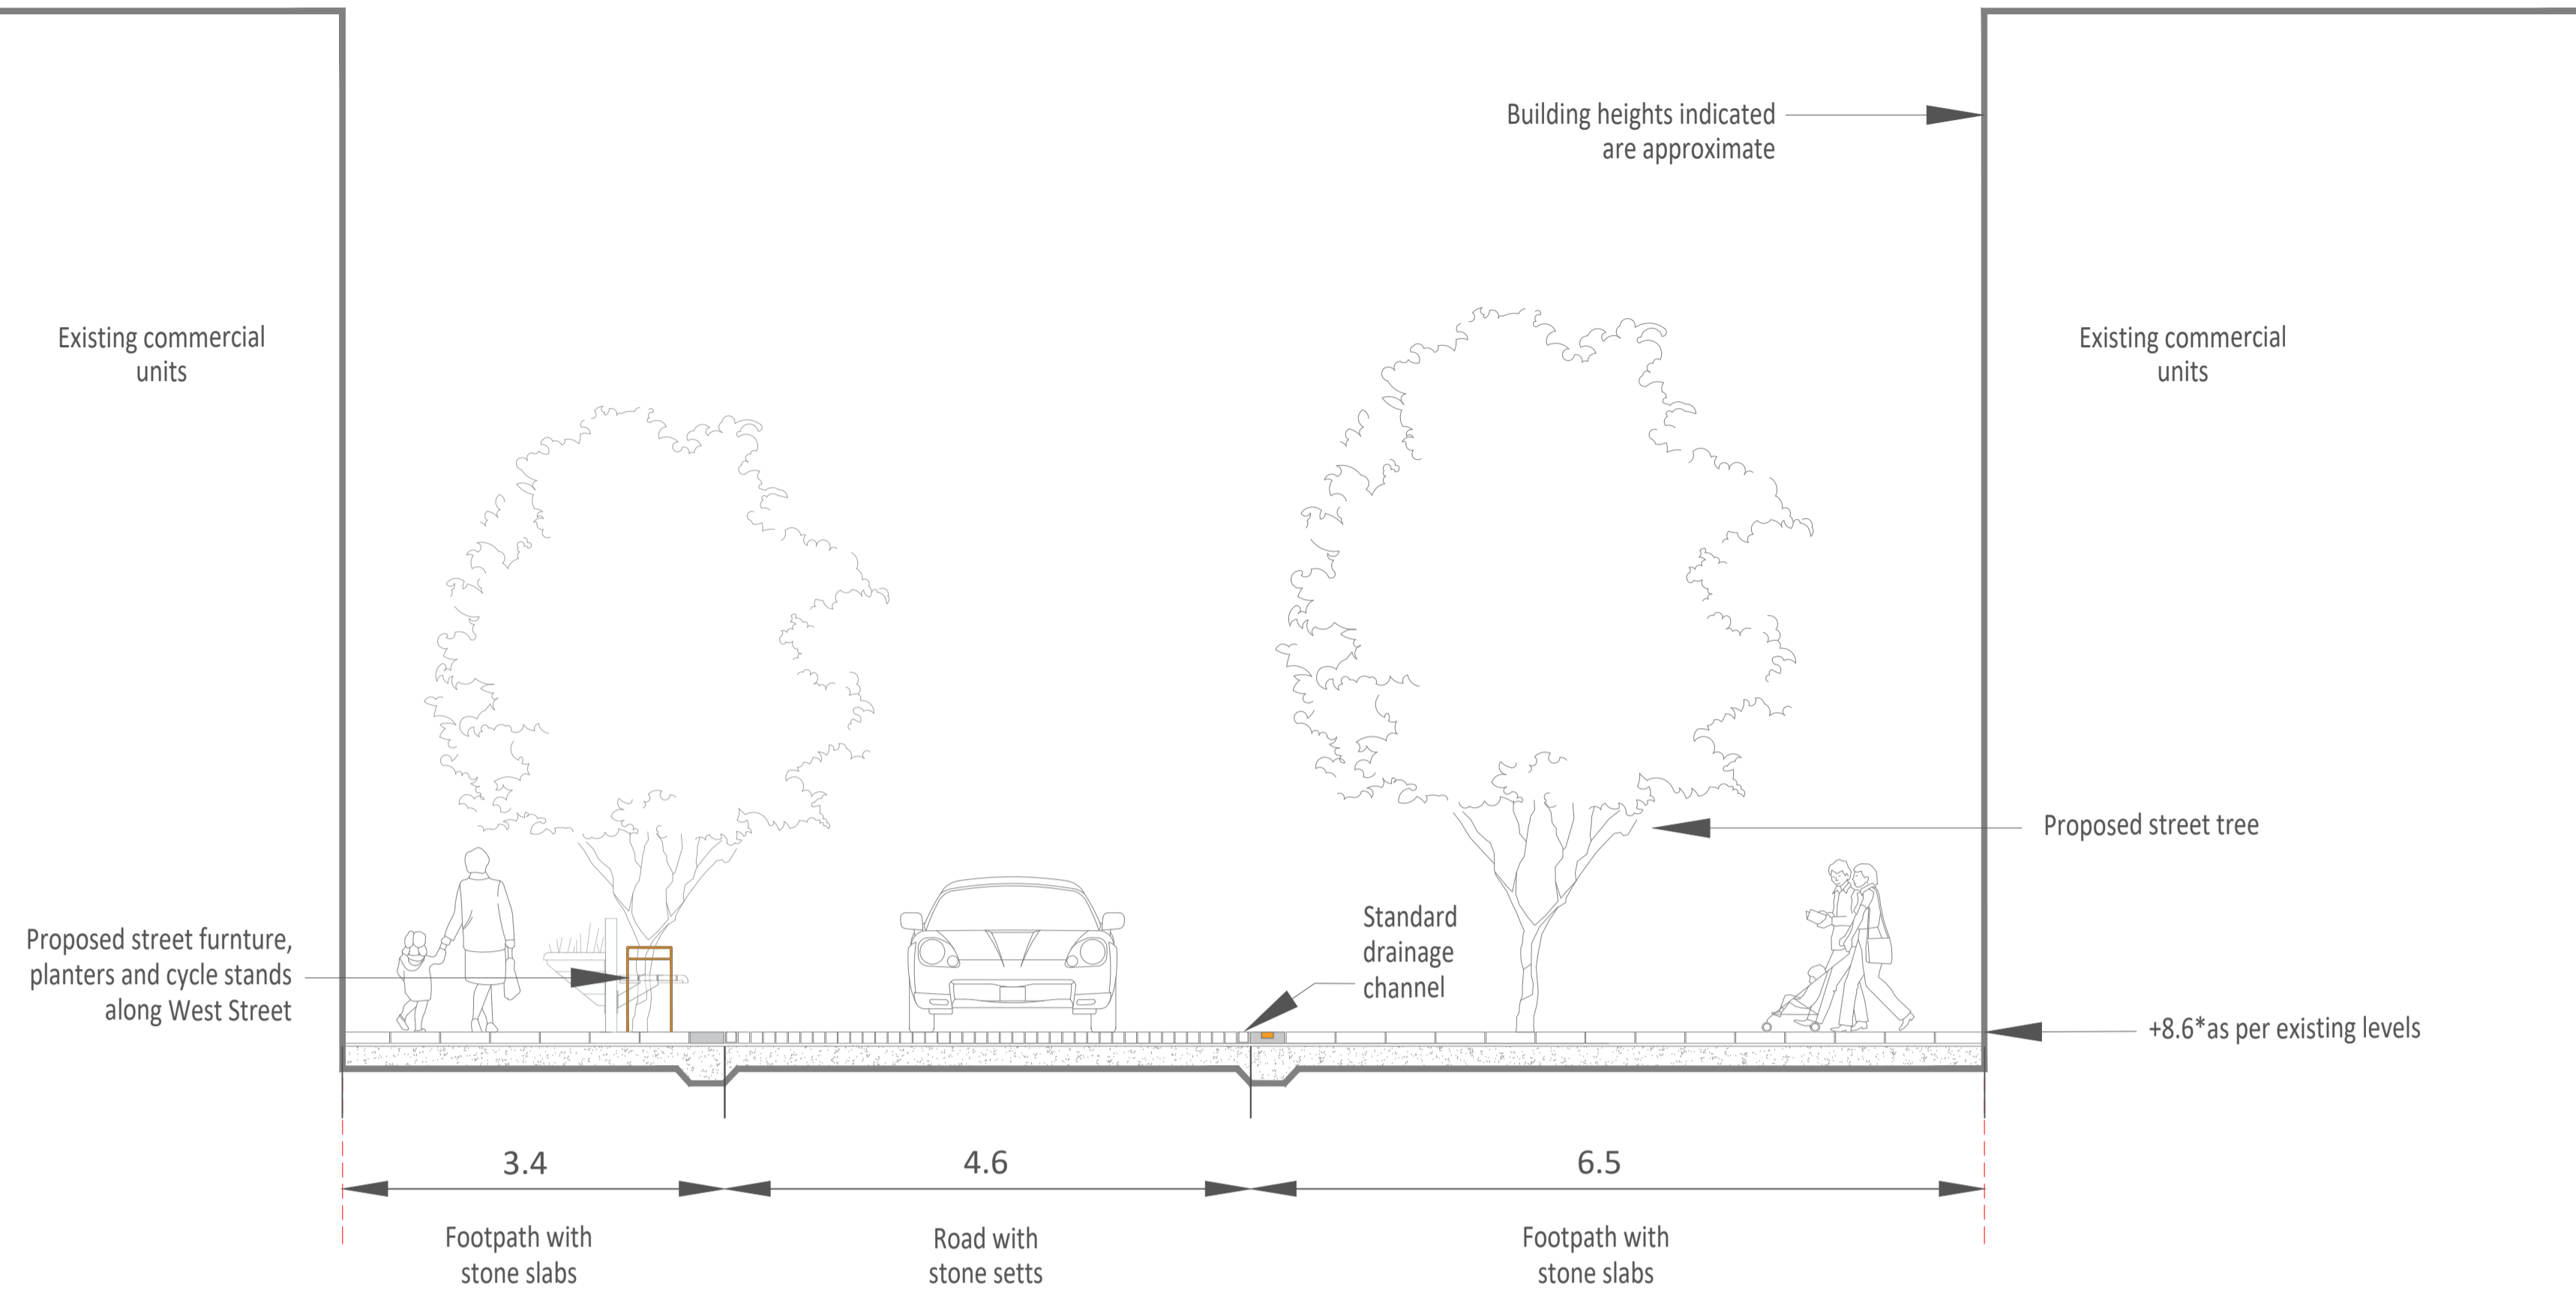 Building heights indicated
are approximate
Existing commercial
units
Existing commercial
units
Proposed street tree
Proposed street furnture,
planters and cycle stands
along West Street
Standard
drainage
channel
+8.6*as per existing levels
3.4
4.6
6.5
Footpath with
stone slabs
Road with
stone setts
Footpath with
stone slabs